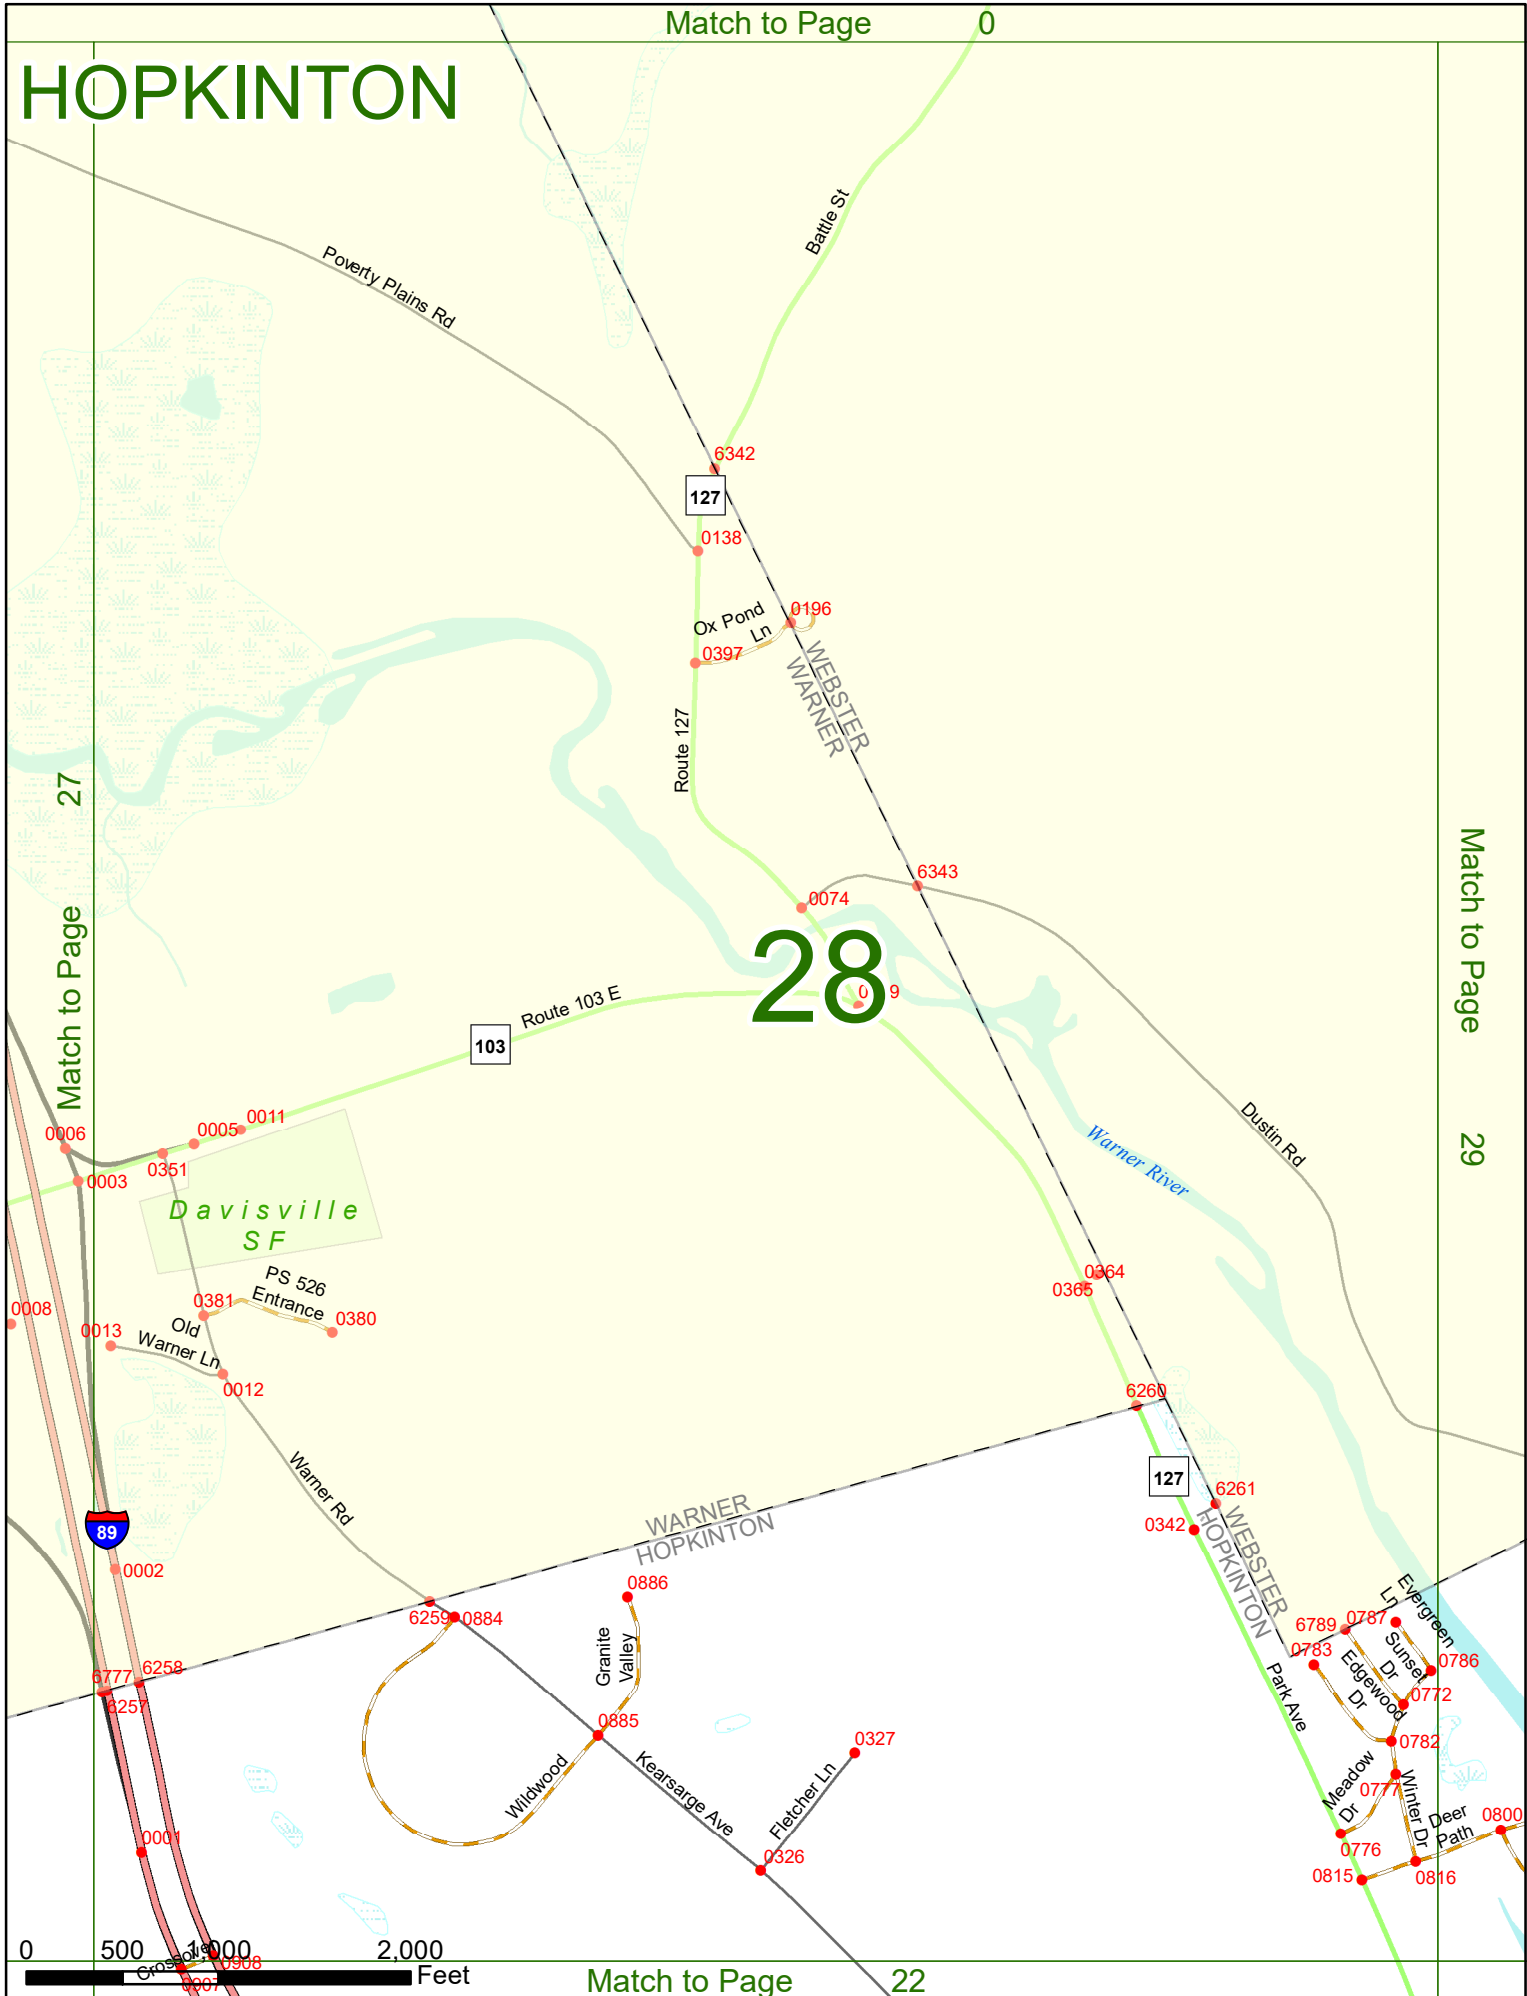 Match to Page 0
HOPKINTON
Battle St
Poverty Plains Rd
6342
127
0138
0196
Ox Pond
Ln
0397
WEBSTER
WARNER
Route 127
27
Match to Page
Match to Page
29
6343
0074
28
Route 103 E
103
0011
0005
0006
0351
0003
Davisville
SF
Warner River
Dustin Rd
PS 526
Entrance
0364
0365
0381
0380
0008
0013
Old
Warner Ln
0012
6260
Warner Rd
127
6261
0342
WARNER
HOPKINTON
WEBSTER
HOPKINTON
89
0002
0886
6259
0884
Granite
Valley
Evergreen
Ln
6789
0787
0783
Sunset
Dr
0786
Edgewood
Dr
0772
6777
6258
6257
Park Ave
0782
0885
0327
Kearsarge Ave
Wildwood
Fletcher Ln
Meadow
Dr
0777
Winter Dr
Deer
Path
0800
0001
0776
0326
0815
0816
0 500 1,000 2,000
Feet
Crossover
0908
0907
Match to Page 22